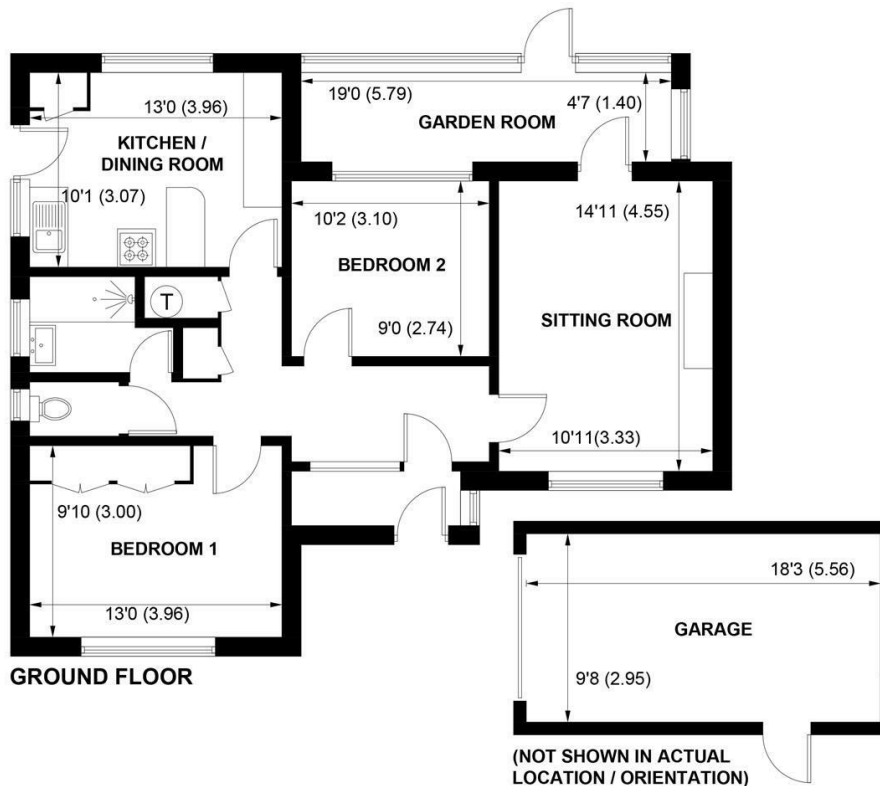 19'0 (5.79)
4'7 (1.40)
GARDEN ROOM
13'0 (3.96)
KITCHEN /
DINING ROOM
10'1 (3.07)
10'2 (3.10)
BEDROOM 2
9'0 (2.74)
14'11 (4.55)
SITTING ROOM
10'11(3.33)
T
9'10 (3.00)
BEDROOM 1
13'0 (3.96)
GROUND FLOOR
18'3 (5.56)
GARAGE
9'8 (2.95)
(NOT SHOWN IN ACTUAL
LOCATION / ORIENTATION)